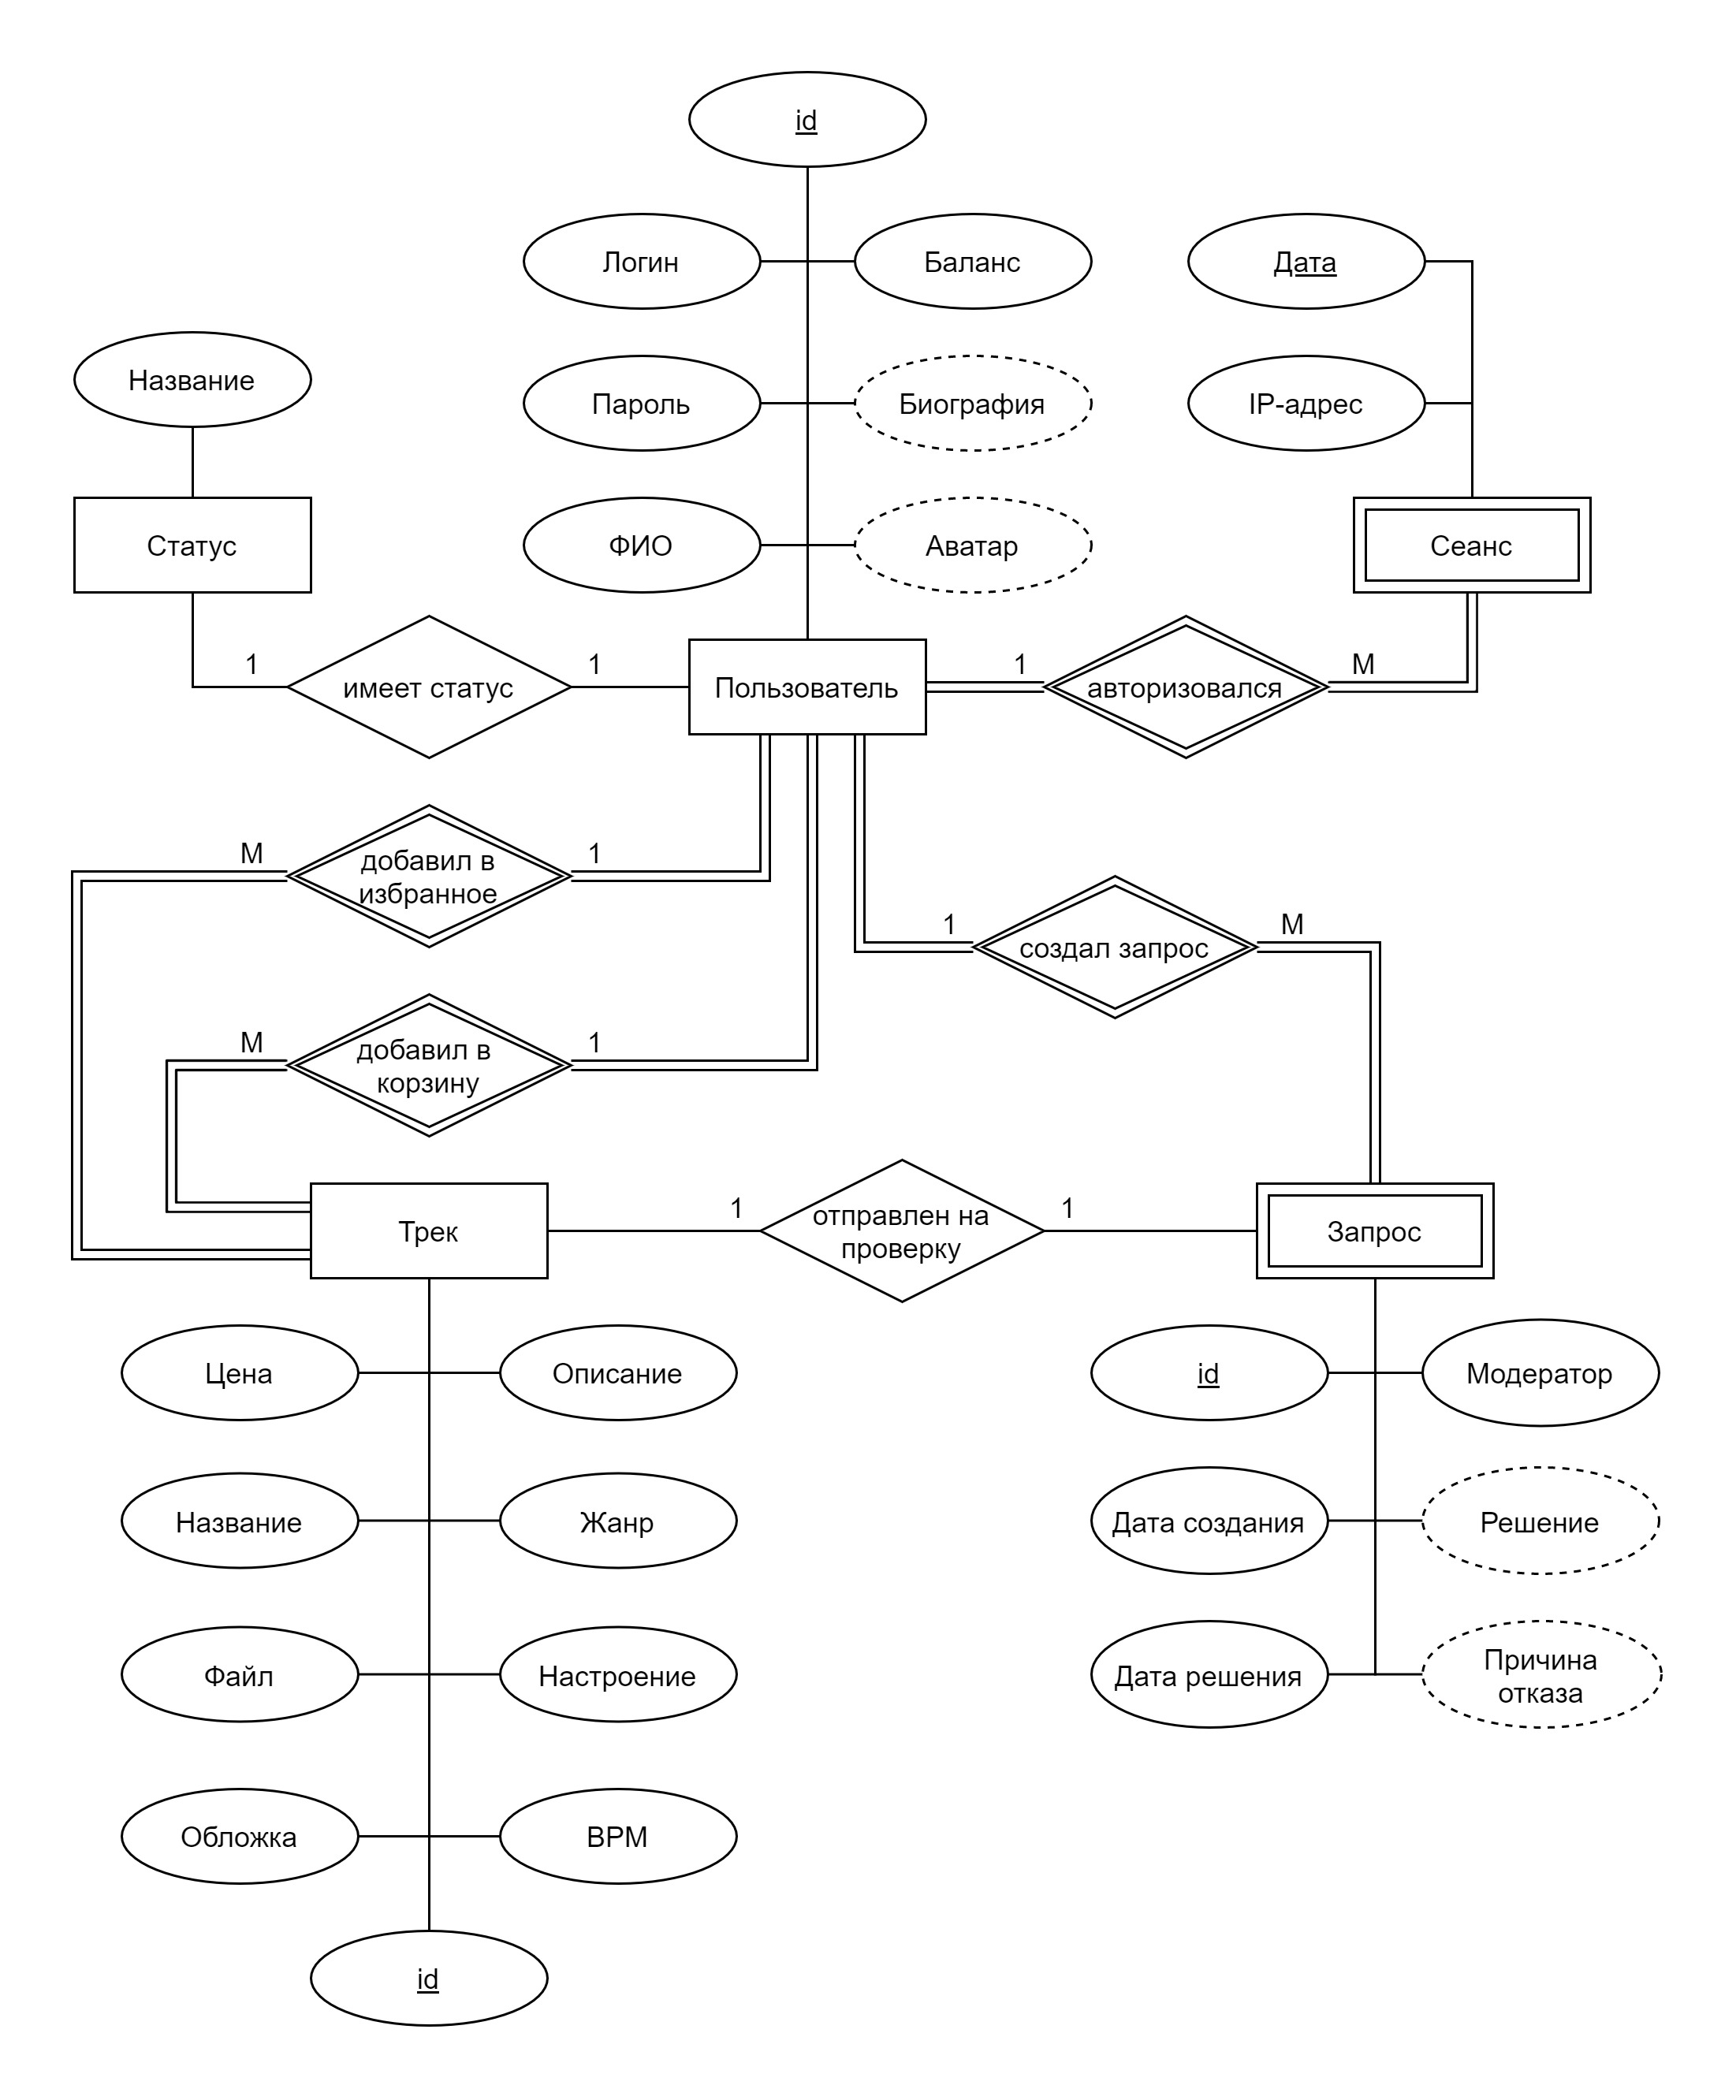 id
Логин
Баланс
Дата
Название
Пароль
Биография
IP-адрес
Статус
ФИО
Аватар
Сеанс
1
имеет статус
1
Пользователь
1
авторизовался
М
М
добавил в
избранное
1
1
создал запрос
М
М
добавил в
корзину
1
Трек
1
отправлен на
проверку
1
Запрос
Цена
Описание
id
Модератор
Название
Жанр
Дата создания
Решение
Файл
Настроение
Дата решения
Причина
отказа
Обложка
BPM
id